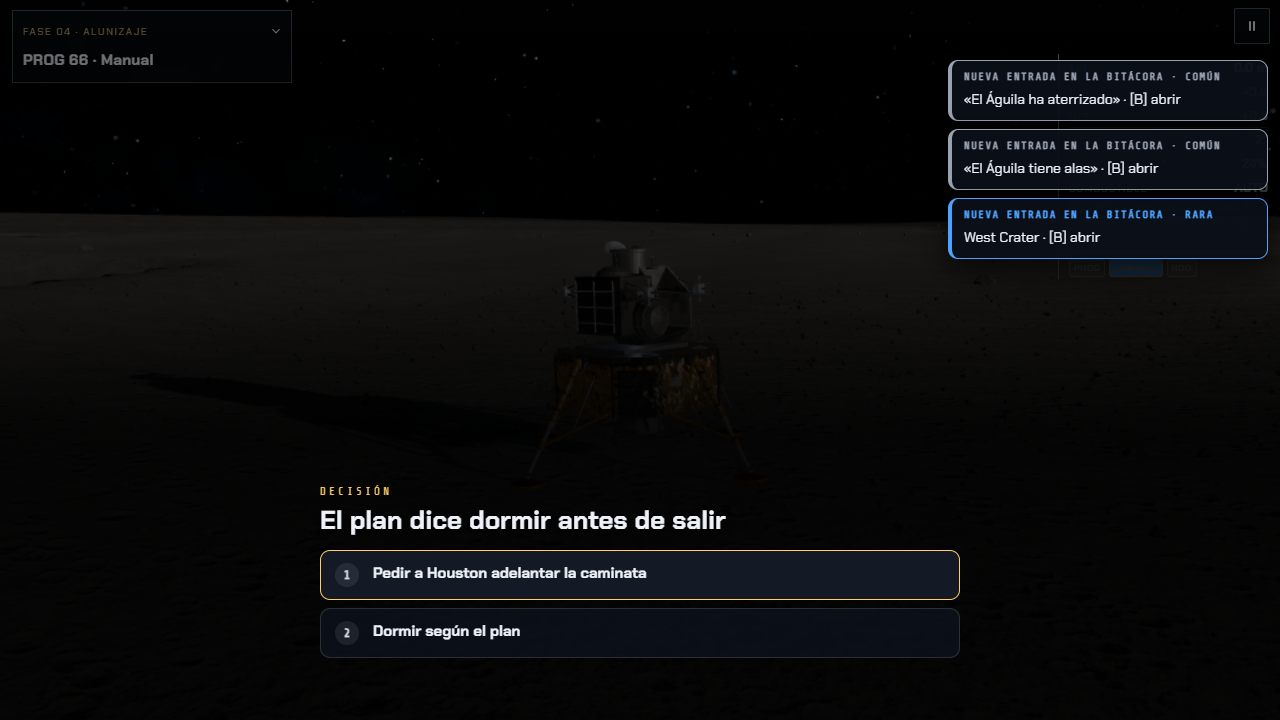 FASE 04 · ALUNIZAJE
PROG 66 · Manual
NUEVA ENTRADA EN LA BITÁCORA · COMÚN
«El Águila ha aterrizado» · [B] abrir
NUEVA ENTRADA EN LA BITÁCORA · COMÚN
«El Águila tiene alas» · [B] abrir
NUEVA ENTRADA EN LA BITÁCORA · RARA
West Crater · [B] abrir
PROG
DECISIÓN
El plan dice dormir antes de salir
1 Pedir a Houston adelantar la caminata
2 Dormir según el plan